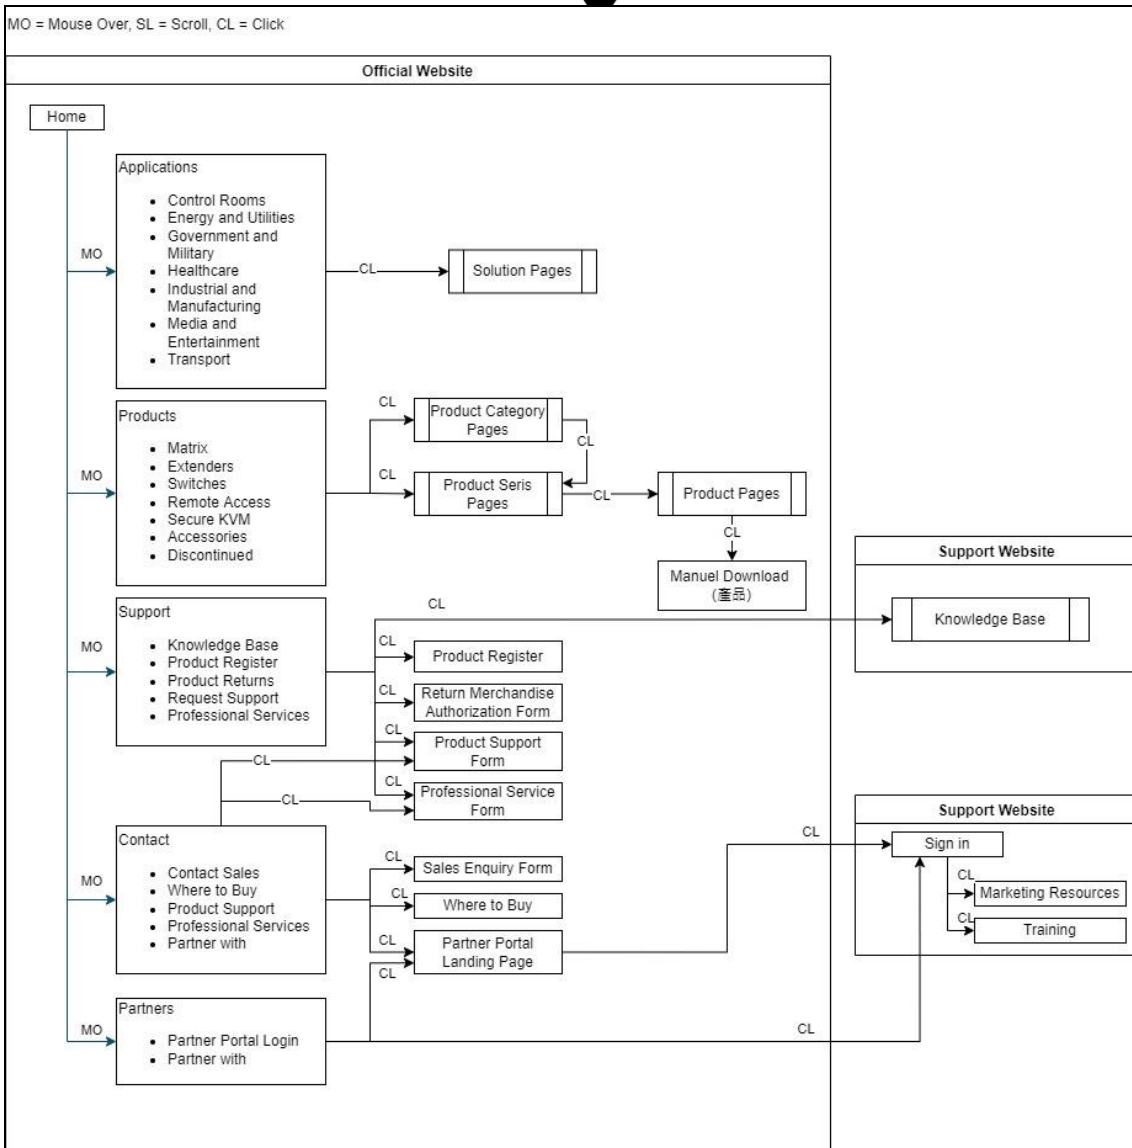 MO = Mouse Over, SL = Scroll, CL = Click
Official Website
Home
MO
Applications
• Control Rooms
• Energy and Utilities
• Government and
Military
• Healthcare
• Industrial and
Manufacturing
• Media and
Entertainment
• Transport
CL
Solution Pages
MO
Products
• Matrix
• Extenders
• Switches
• Remote Access
• Secure KVM
• Accessories
• Discontinued
CL
Product Category
Pages
CL
CL
Product Seris
Pages
CL
Product Pages
CL
Manuel Download
(產品)
MO
Support
• Knowledge Base
• Product Register
• Product Returns
• Request Support
• Professional Services
CL
Support Website
Knowledge Base
CL
Product Register
CL
Return Merchandise
Authorization Form
CL
Product Support
Form
CL
CL
Professional Service
Form
CL
MO
Contact
• Contact Sales
• Where to Buy
• Product Support
• Professional Services
• Partner with
CL
Sales Enquiry Form
CL
Where to Buy
CL
Partner Portal
Landing Page
CL
CL
Support Website
Sign in
CL
Marketing Resources
CL
Training
MO
Partners
• Partner Portal Login
• Partner with
CL